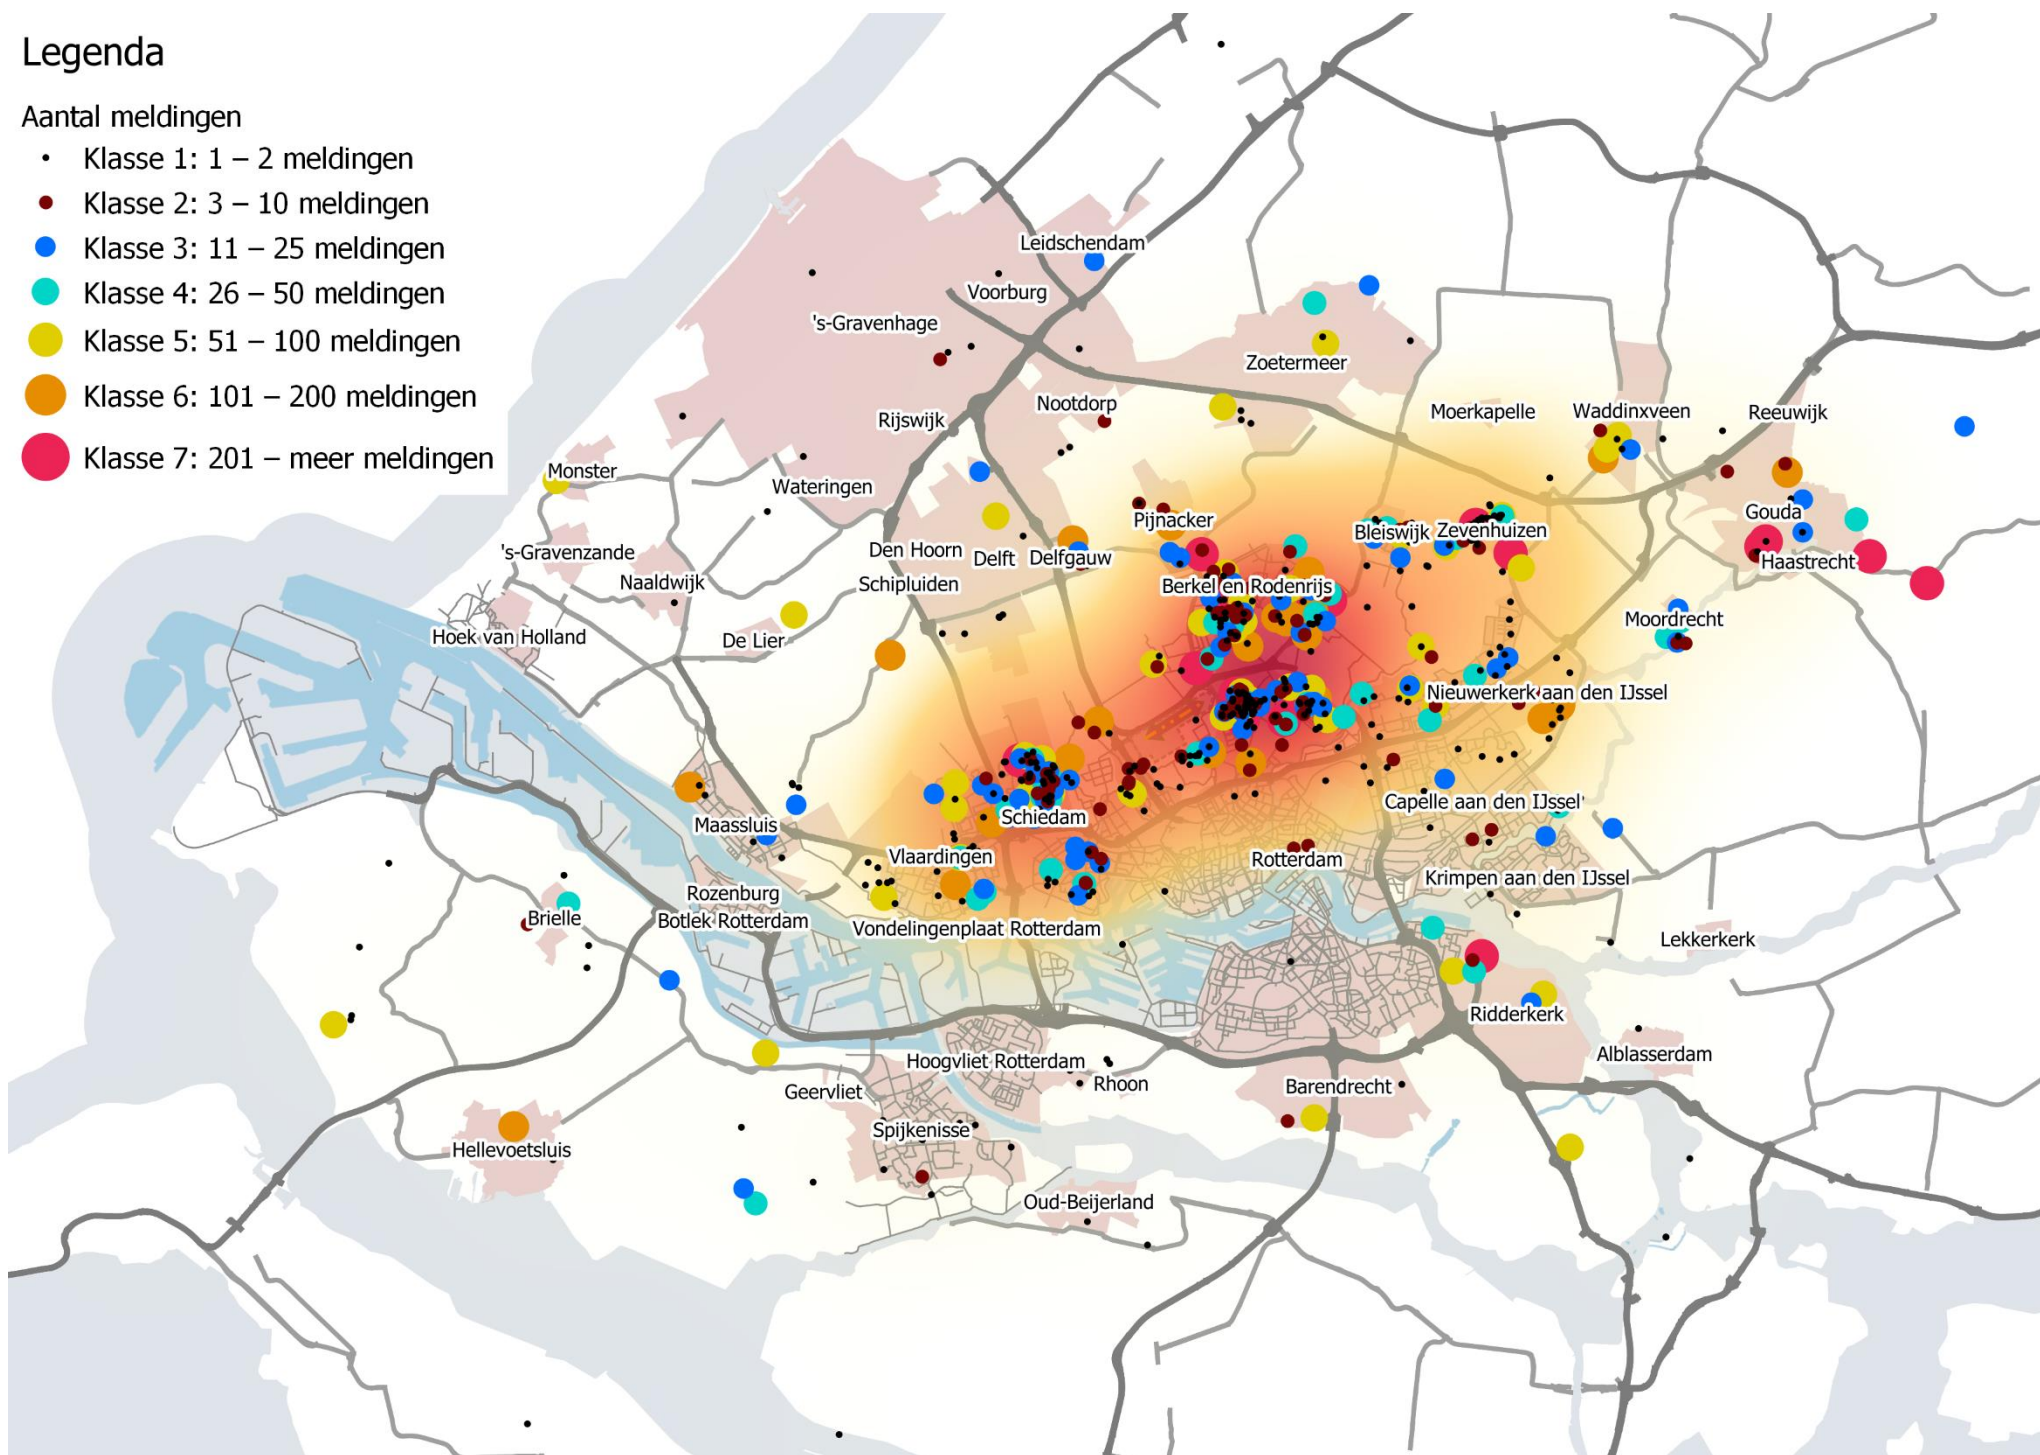 Legenda
Aantal meldingen
Klasse 1: 1 – 2 meldingen
Klasse 2: 3 – 10 meldingen
Klasse 3: 11 – 25 meldingen
Klasse 4: 26 – 50 meldingen
Klasse 5: 51 – 100 meldingen
Klasse 6: 101 – 200 meldingen
Klasse 7: 201 – meer meldingen
Leidschendam
Voorburg
's-Gravenhage
Zoetermeer
Nootdorp
Rijswijk
Moerkapelle
Waddinxveen
Reeuwijk
Monster
Wateringen
Pijnacker
Gouda
Bleiswijk
Zevenhuizen
's-Gravenzande
Den Hoorn
Delft
Delfgauw
Haastrecht
Naaldwijk
Schipluiden
Berkel en Rodenrijs
Moordrecht
Hoek van Holland
De Lier
Nieuwerkerk aan den IJssel
Capelle aan den IJssel
Schiedam
Maassluis
Vlaardingen
Rotterdam
Krimpen aan den IJssel
Rozenburg
Brielle
Botlek Rotterdam
Vondelingenplaat Rotterdam
Lekkerkerk
Ridderkerk
Alblasserdam
Hoogvliet Rotterdam
Rhoon
Barendrecht
Geervliet
Spijkenisse
Hellevoetsluis
Oud-Beijerland